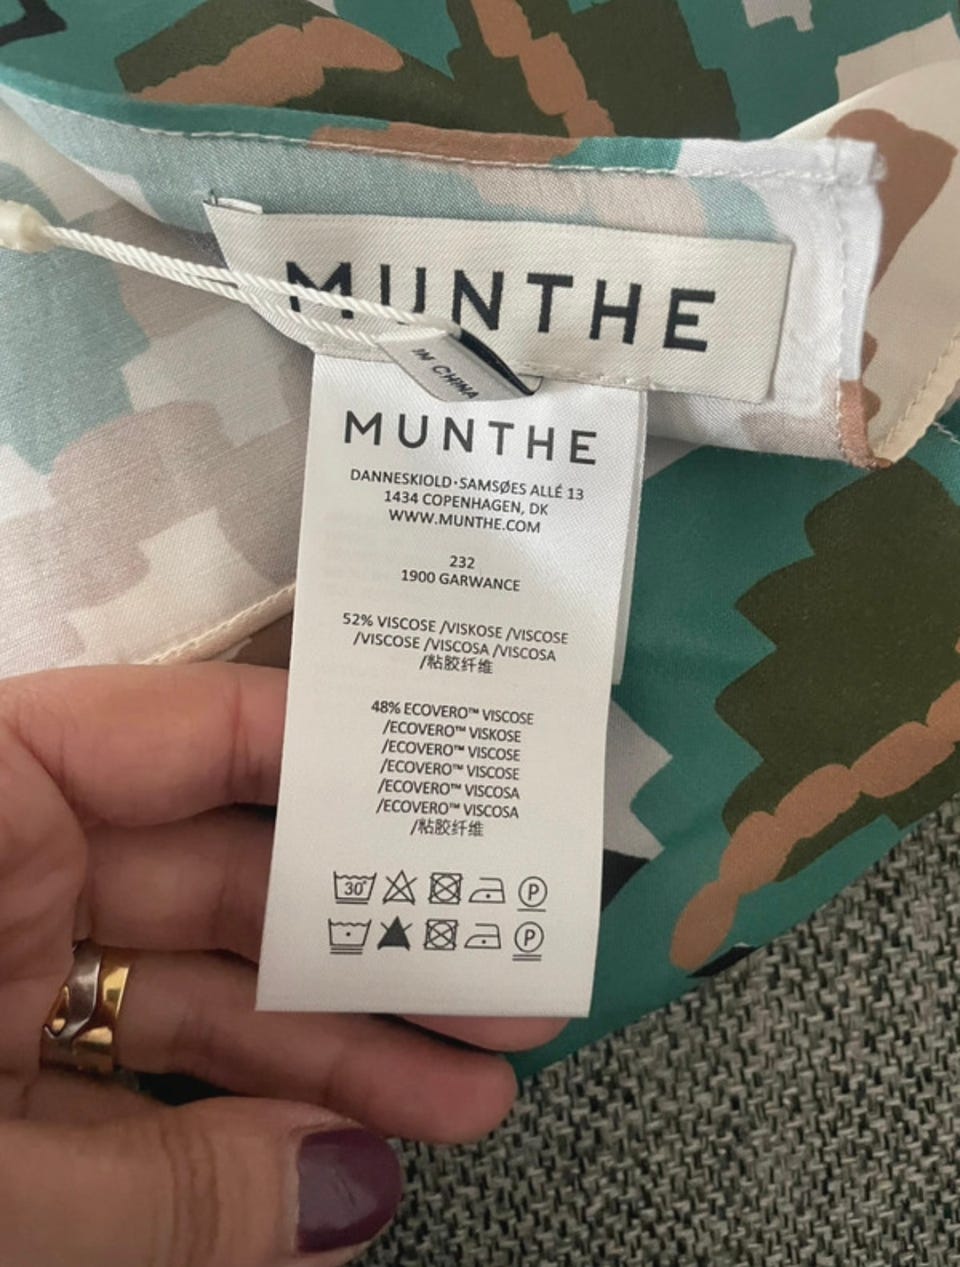 MUNTHE
IN CHINA
MUNTHE
DANNESKIOLD·SAMSØES ALLÉ 13
1434 COPENHAGEN, DK
WWW.MUNTHE.COM
232
1900 GARWANCE
52% VISCOSE /VISKOSE /VISCOSE
/VISCOSE /VISCOSA /VISCOSA
/粘胶纤维
48% ECOVERO™ VISCOSE
/ECOVERO™ VISKOSE
/ECOVERO™ VISCOSE
/ECOVERO™ VISCOSE
/ECOVERO™ VISCOSA
/ECOVERO™ VISCOSA
/粘胶纤维
30° P
P